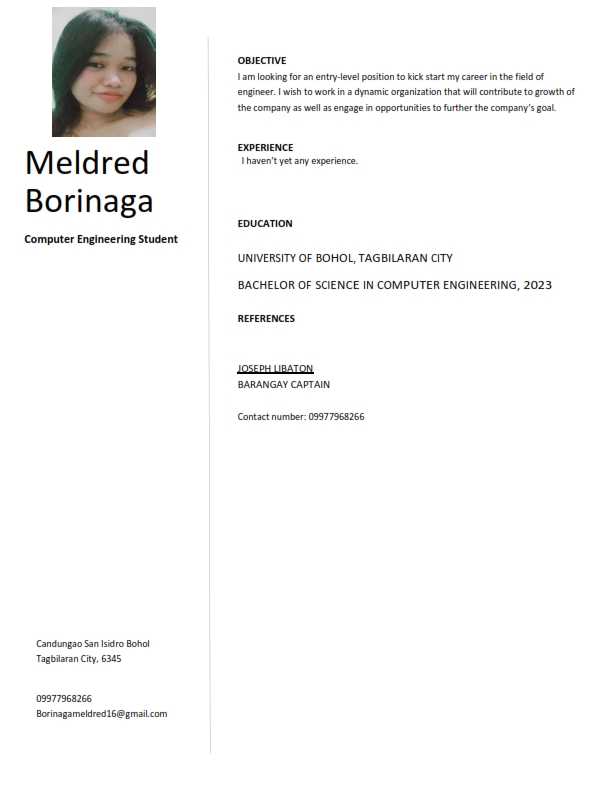 Meldred
Borinaga
Computer Engineering Student
Candungao San Isidro Bohol
Tagbilaran City, 6345
09977968266
Borinagameldred16@gmail.com
OBJECTIVE
I am looking for an entry-level position to kick start my career in the field of
engineer. I wish to work in a dynamic organization that will contribute to growth of
the company as well as engage in opportunities to further the company's goal.
EXPERIENCE
I haven't yet any experience.
EDUCATION
UNIVERSITY OF BOHOL, TAGBILARAN CITY
BACHELOR OF SCIENCE IN COMPUTER ENGINEERING, 2023
REFERENCES
JOSEPH LIBATON
BARANGAY CAPTAIN
Contact number: 09977968266